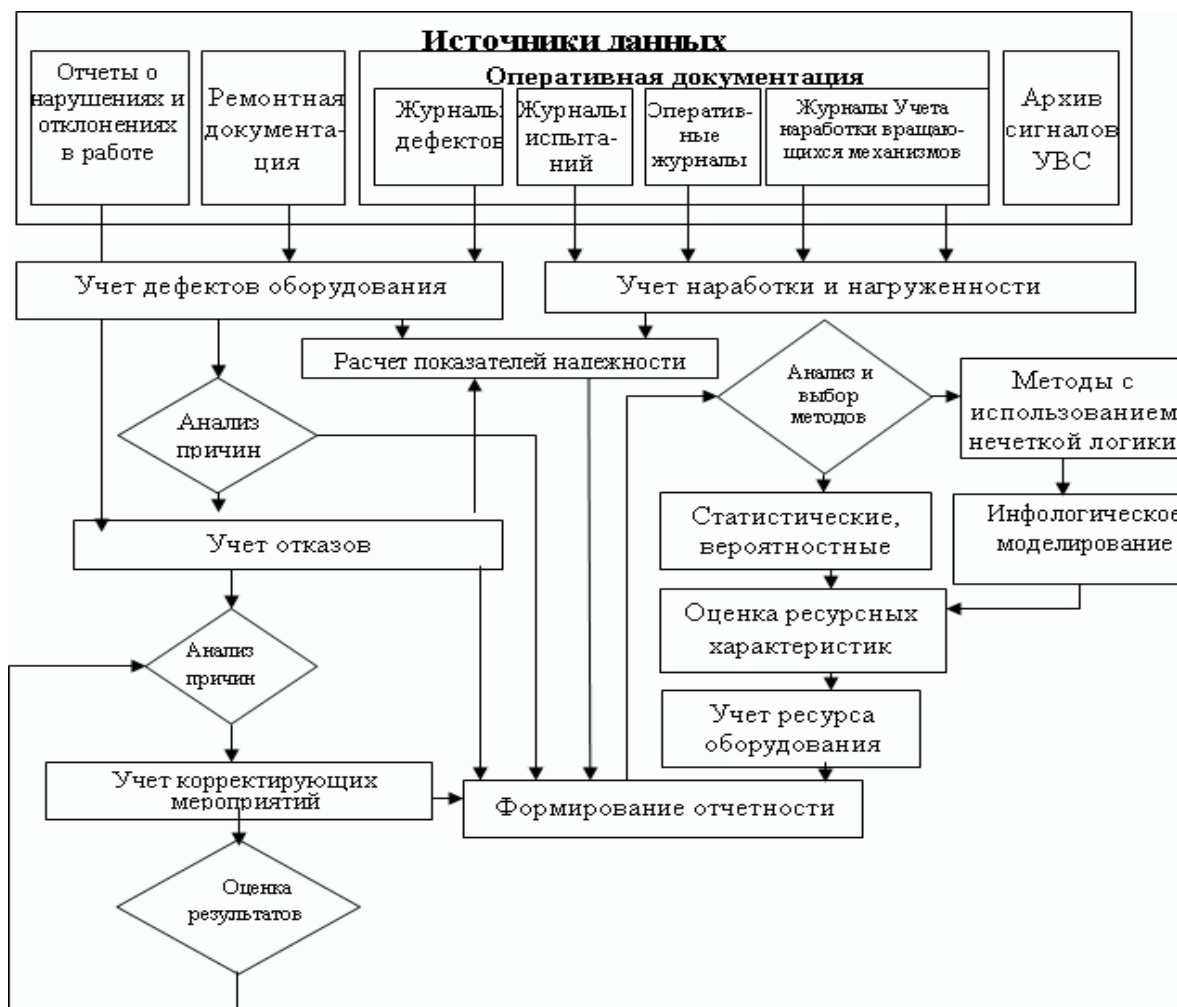 Источники данных
Отчеты о
нарушениях и
отклонениях
в работе
Ремонтная
документа-
ция
Оперативная документация
Журналы
дефектов
Журналы
испыта-
ний
Оператив-
ные
журналы
Журналы Учета
наработки вращаю-
щихся механизмов
Архив
сигналов
УВС
Учет дефектов оборудования
Учет наработки и нагруженности
Расчет показателей надежности
Анализ и
выбор
методов
Методы с
использованием
нечеткой логики
Анализ
причин
Статистические,
вероятностные
Инфологическое
моделирование
Учет отказов
Оценка ресурсных
характеристик
Анализ
причин
Учет ресурса
оборудования
Учет корректирующих
мероприятий
Формирование отчетности
Оценка
результатов